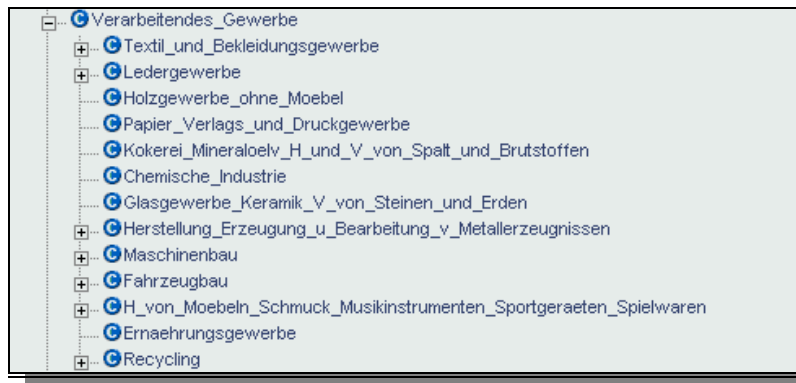 Verarbeitendes_Gewerbe
Textil_und_Bekleidungsgewerbe
Ledergewerbe
Holzgewerbe_ohne_Moebel
Papier_Verlags_und_Druckgewerbe
Kokerei_Mineraloelv_H_und_V_von_Spalt_und_Brutstoffen
Chemische_Industrie
Glasgewerbe_Keramik_V_von_Steinen_und_Erden
Herstellung_Erzeugung_u_Bearbeitung_v_Metallerzeugnissen
Maschinenbau
Fahrzeugbau
H_von_Moebeln_Schmuck_Musikinstrumenten_Sportgeraeten_Spielwaren
Ernaehrungsgewerbe
Recycling